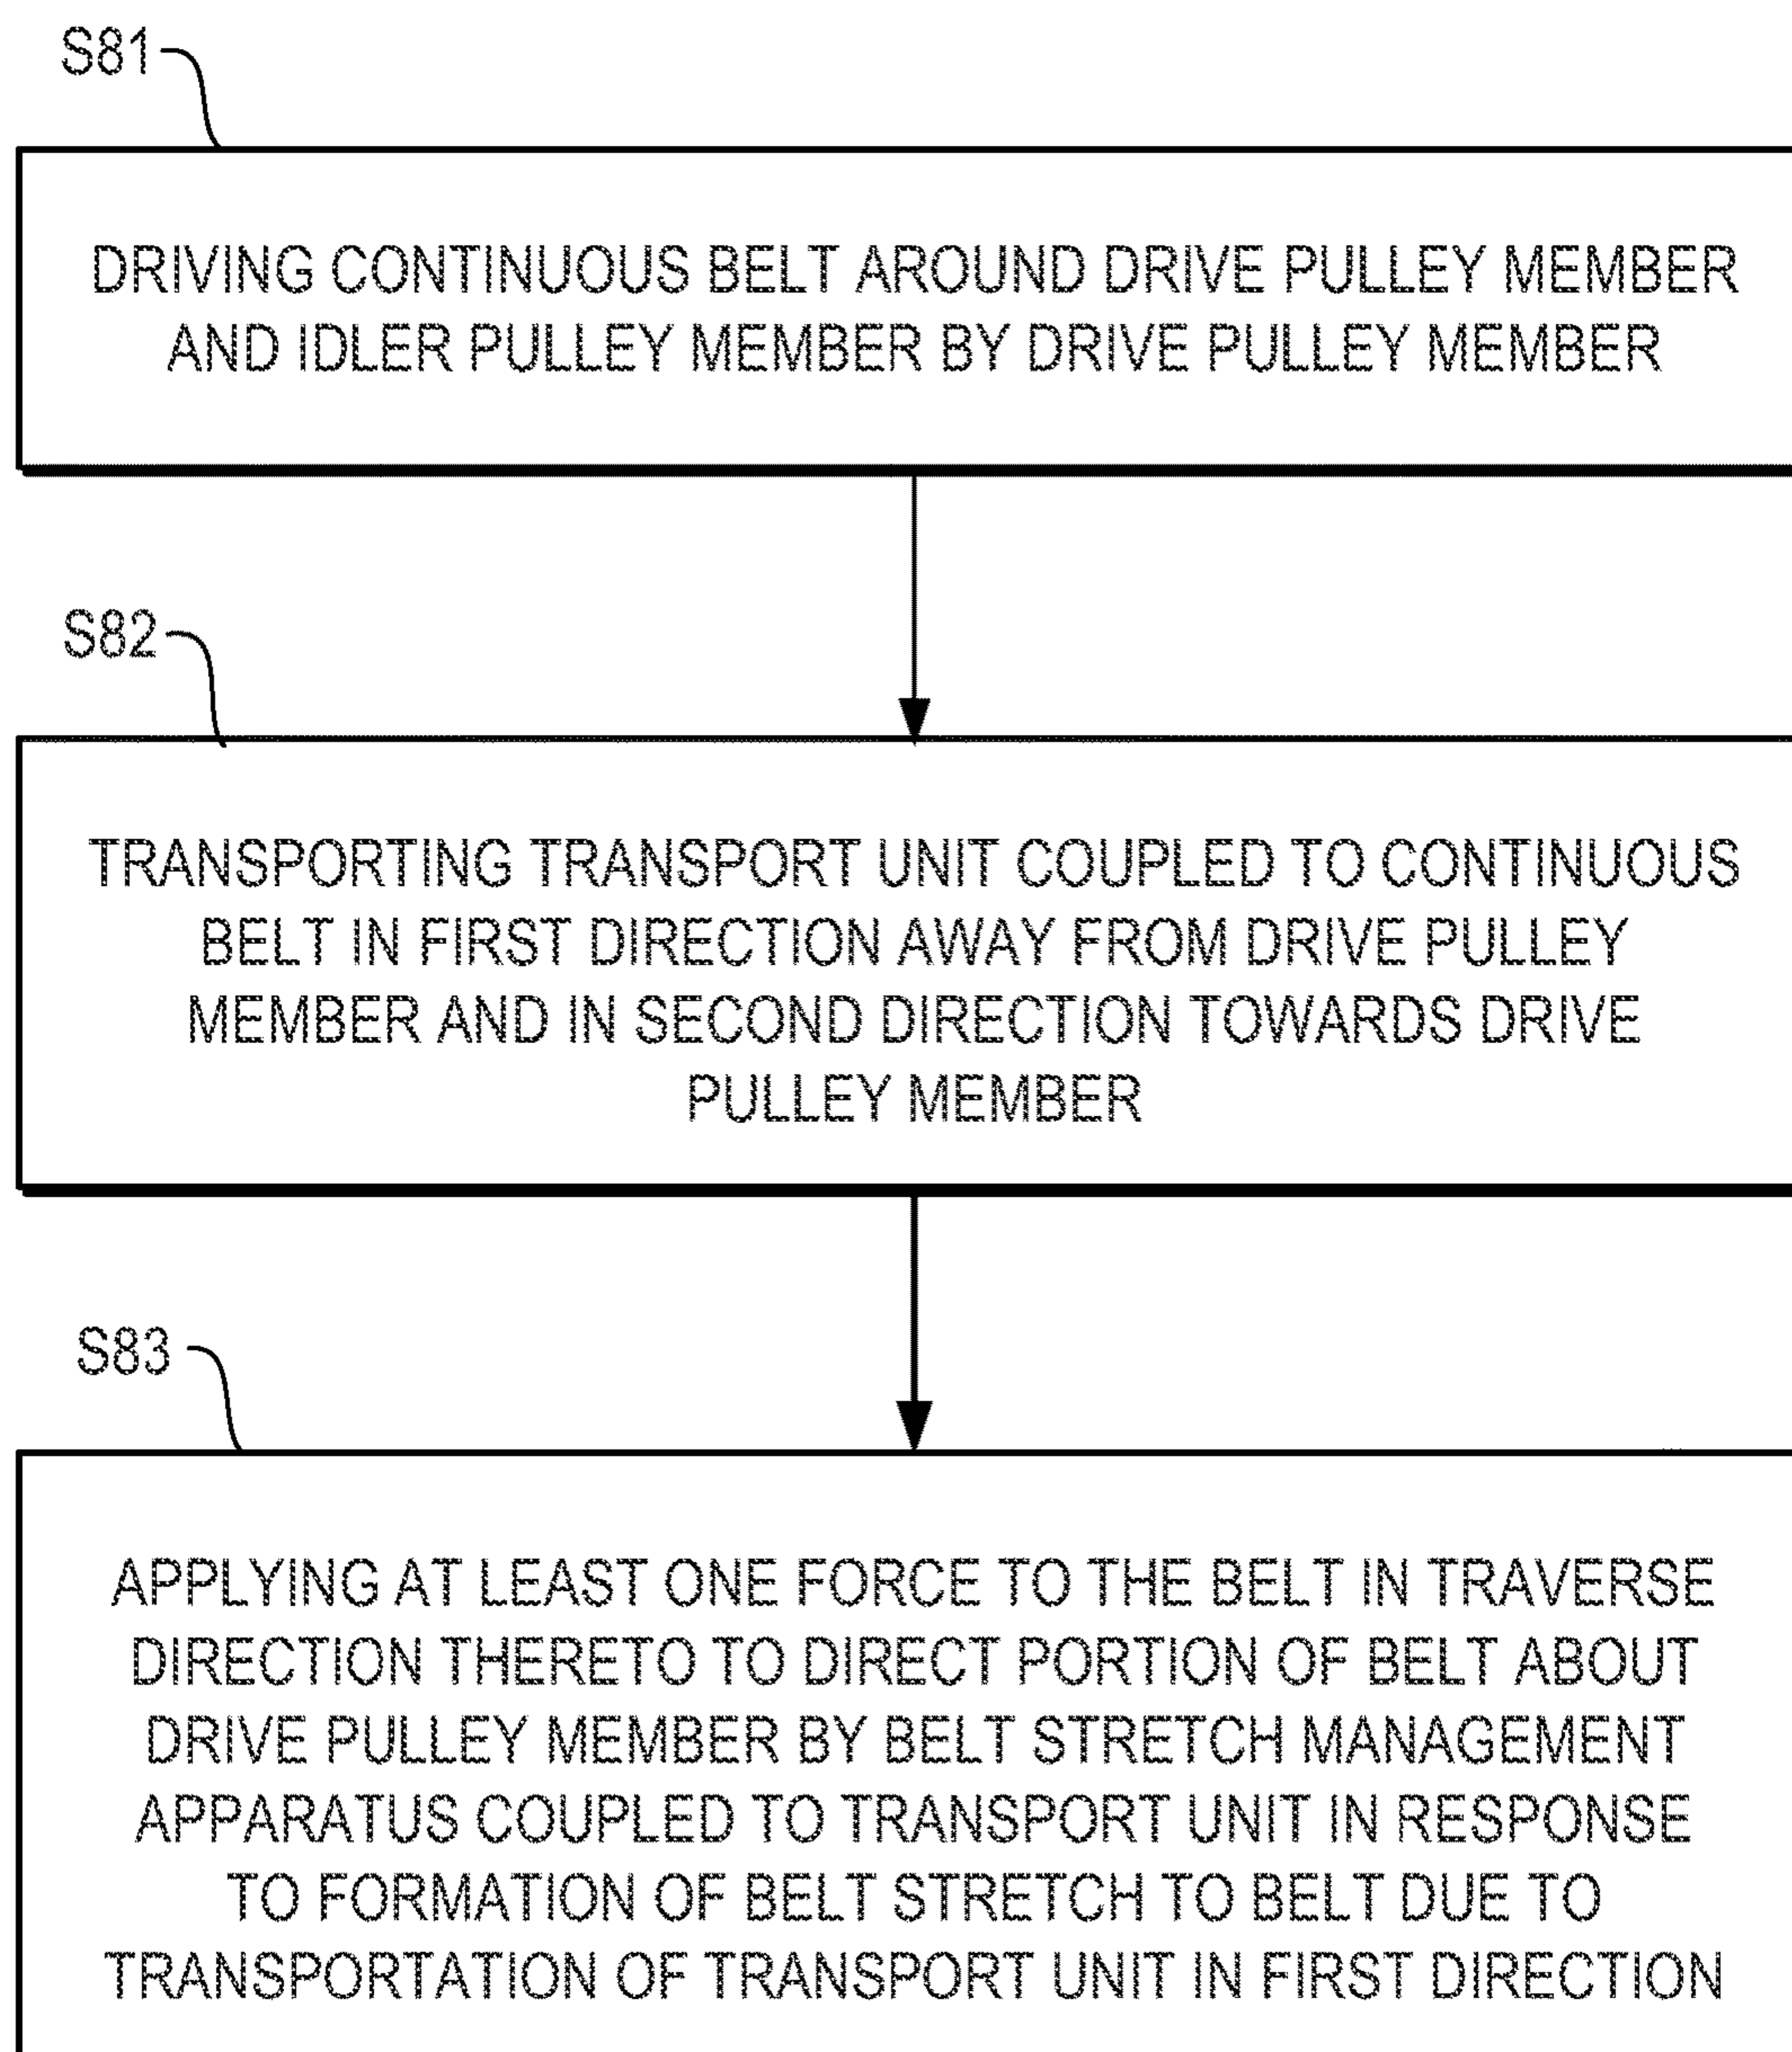 S81
DRIVING CONTINUOUS BELT AROUND DRIVE PULLEY MEMBER
AND IDLER PULLEY MEMBER BY DRIVE PULLEY MEMBER
S82
TRANSPORTING TRANSPORT UNIT COUPLED TO CONTINUOUS
BELT IN FIRST DIRECTION AWAY FROM DRIVE PULLEY
MEMBER AND IN SECOND DIRECTION TOWARDS DRIVE
PULLEY MEMBER
S83
APPLYING AT LEAST ONE FORCE TO THE BELT IN TRAVERSE
DIRECTION THERETO TO DIRECT PORTION OF BELT ABOUT
DRIVE PULLEY MEMBER BY BELT STRETCH MANAGEMENT
APPARATUS COUPLED TO TRANSPORT UNIT IN RESPONSE
TO FORMATION OF BELT STRETCH TO BELT DUE TO
TRANSPORTATION OF TRANSPORT UNIT IN FIRST DIRECTION